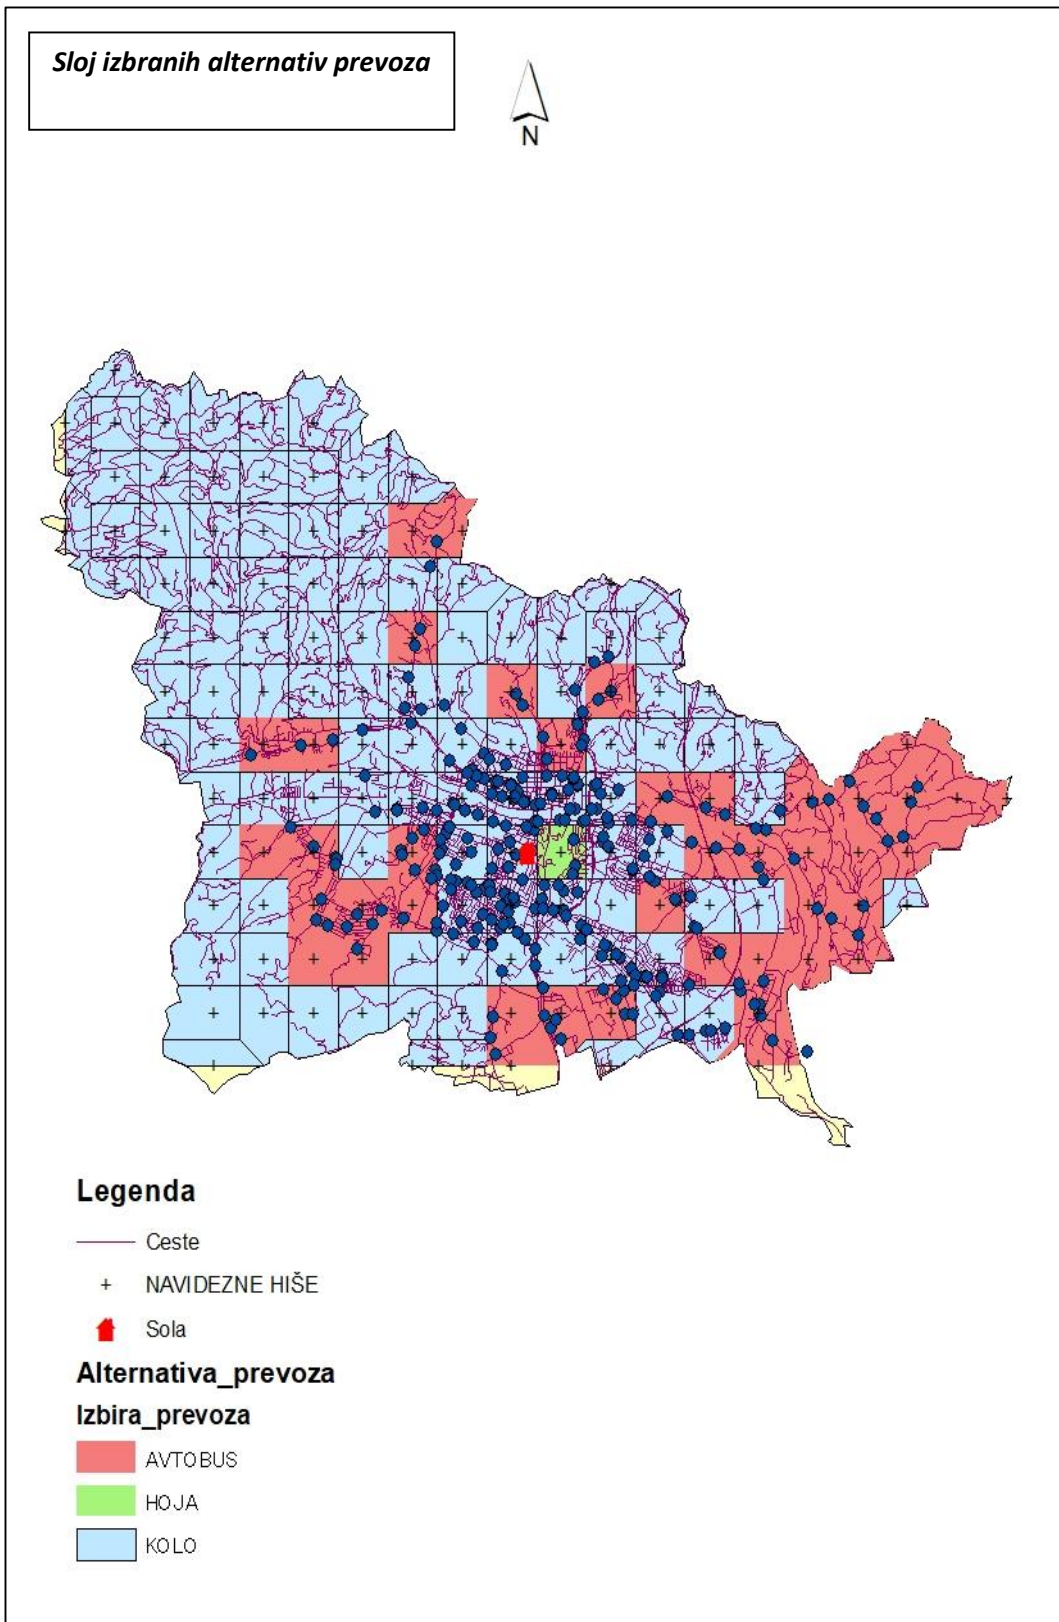 Sloj izbranih alternativ prevoza
N
Legenda
Ceste
NAVIDEZNE HIŠE
Sola
Alternativa_prevoza
Izbira_prevoza
AVTOBUS
HOJA
KOLO